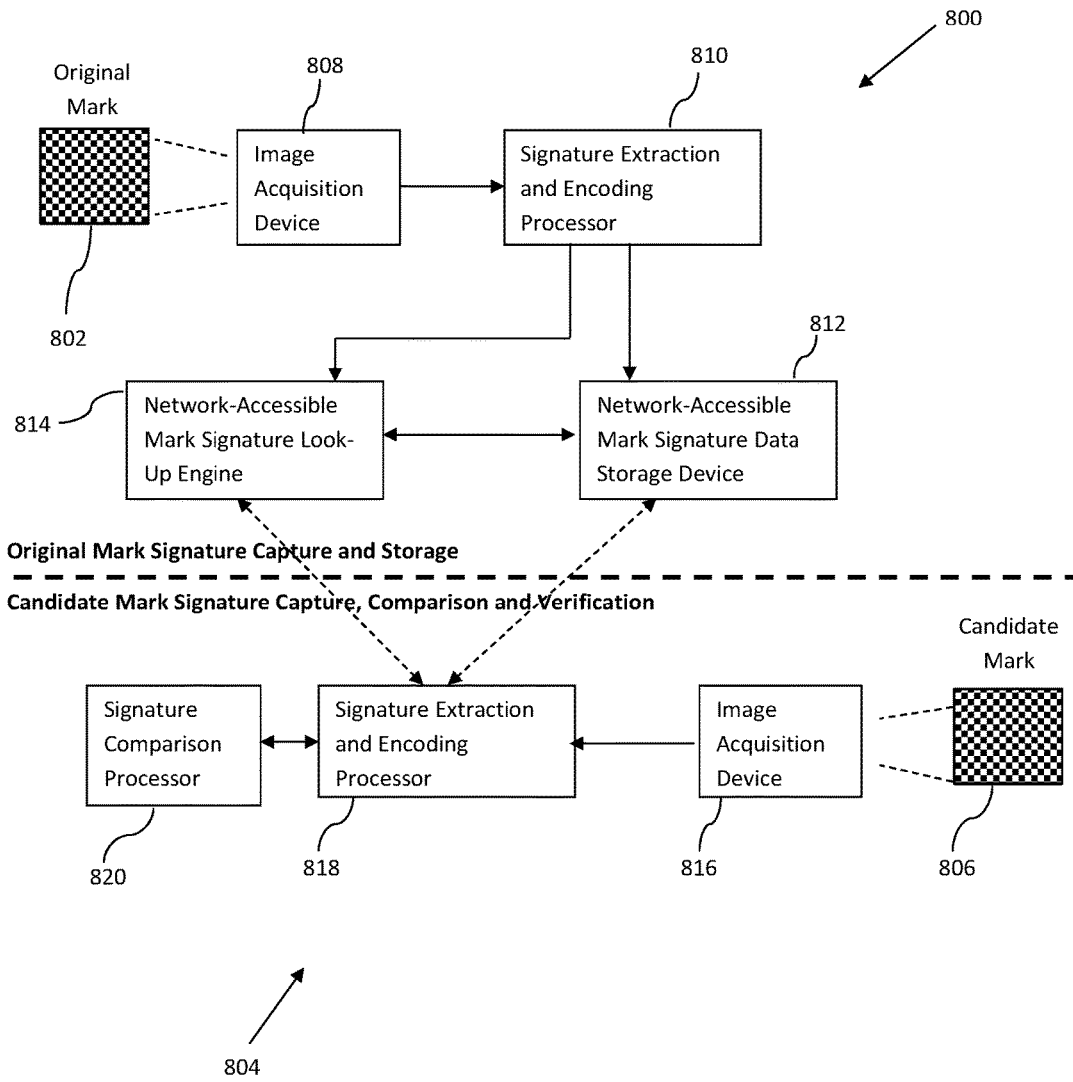 800
Original
Mark
808
810
Image
Acquisition
Device
Signature Extraction
and Encoding
Processor
802
812
814
Network-Accessible
Mark Signature Look-
Up Engine
Network-Accessible
Mark Signature Data
Storage Device
Original Mark Signature Capture and Storage
Candidate Mark Signature Capture, Comparison and Verification
Candidate
Mark
Signature
Comparison
Processor
Signature Extraction
and Encoding
Processor
Image
Acquisition
Device
820
818
816
806
804